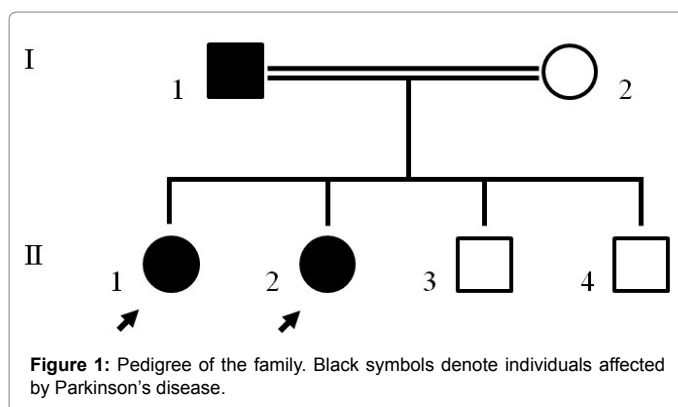 I
1
2
II
1
2
3
4
Figure 1: Pedigree of the family. Black symbols denote individuals affected
by Parkinson's disease.